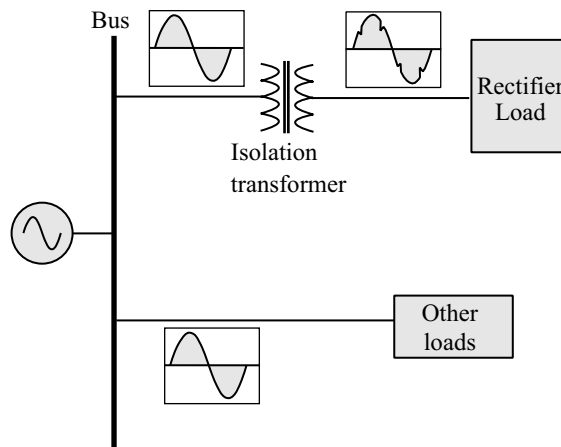 Bus
Rectifier
Load
Isolation
transformer
Other
loads